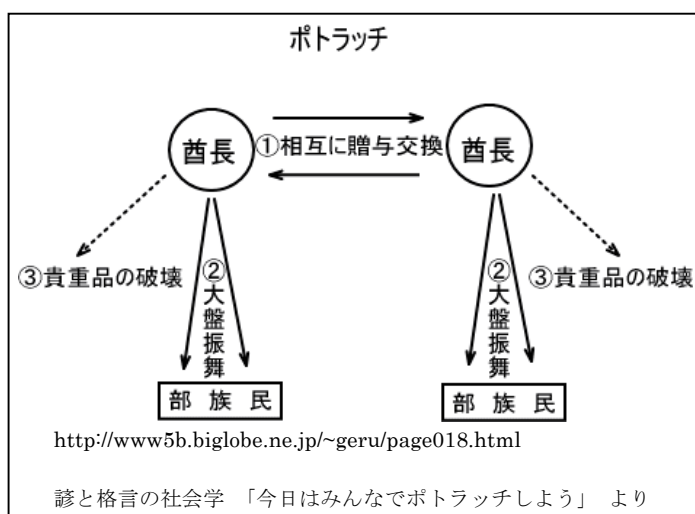 ポトラッチ
酋長
①相互に贈与交換
酋長
③貴重品の破壊
②大盤振舞
②大盤振舞
③貴重品の破壊
部族民
部族民
http://www5b.biglobe.ne.jp/~geru/page018.html
諺と格言の社会学 「今日はみんなでポトラッチしよう」 より